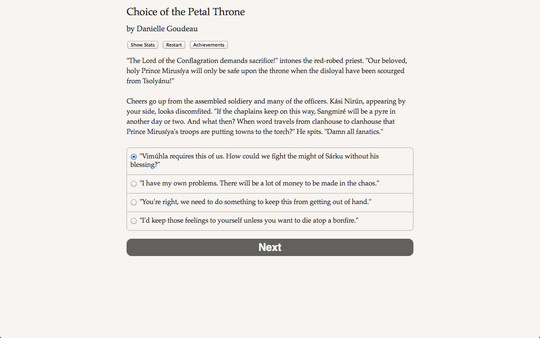 Choice of the Petal Throne
by Danielle Goudeau
Show Stats Restart Achievements
"The Lord of the Conflagration demands sacrifice!" intones the red-robed priest. "Our beloved,
holy Prince Mirusíya will only be safe upon the throne when the disloyal have been scourged
from Tsolyánu!"
Cheers go up from the assembled soldiery and many of the officers. Kási Nirún, appearing by
your side, looks discomfited. "If the chaplains keep on this way, Sangmiré will be a pyre in
another day or two. And what then? When word travels from clanhouse to clanhouse that
Prince Mirusíya's troops are putting towns to the torch?" He spits. "Damn all fanatics."
"Vimúhla requires this of us. How could we fight the might of Sárku without his
blessing?"
"I have my own problems. There will be a lot of money to be made in the chaos."
"You're right, we need to do something to keep this from getting out of hand."
"I'd keep those feelings to yourself unless you want to die atop a bonfire."
Next